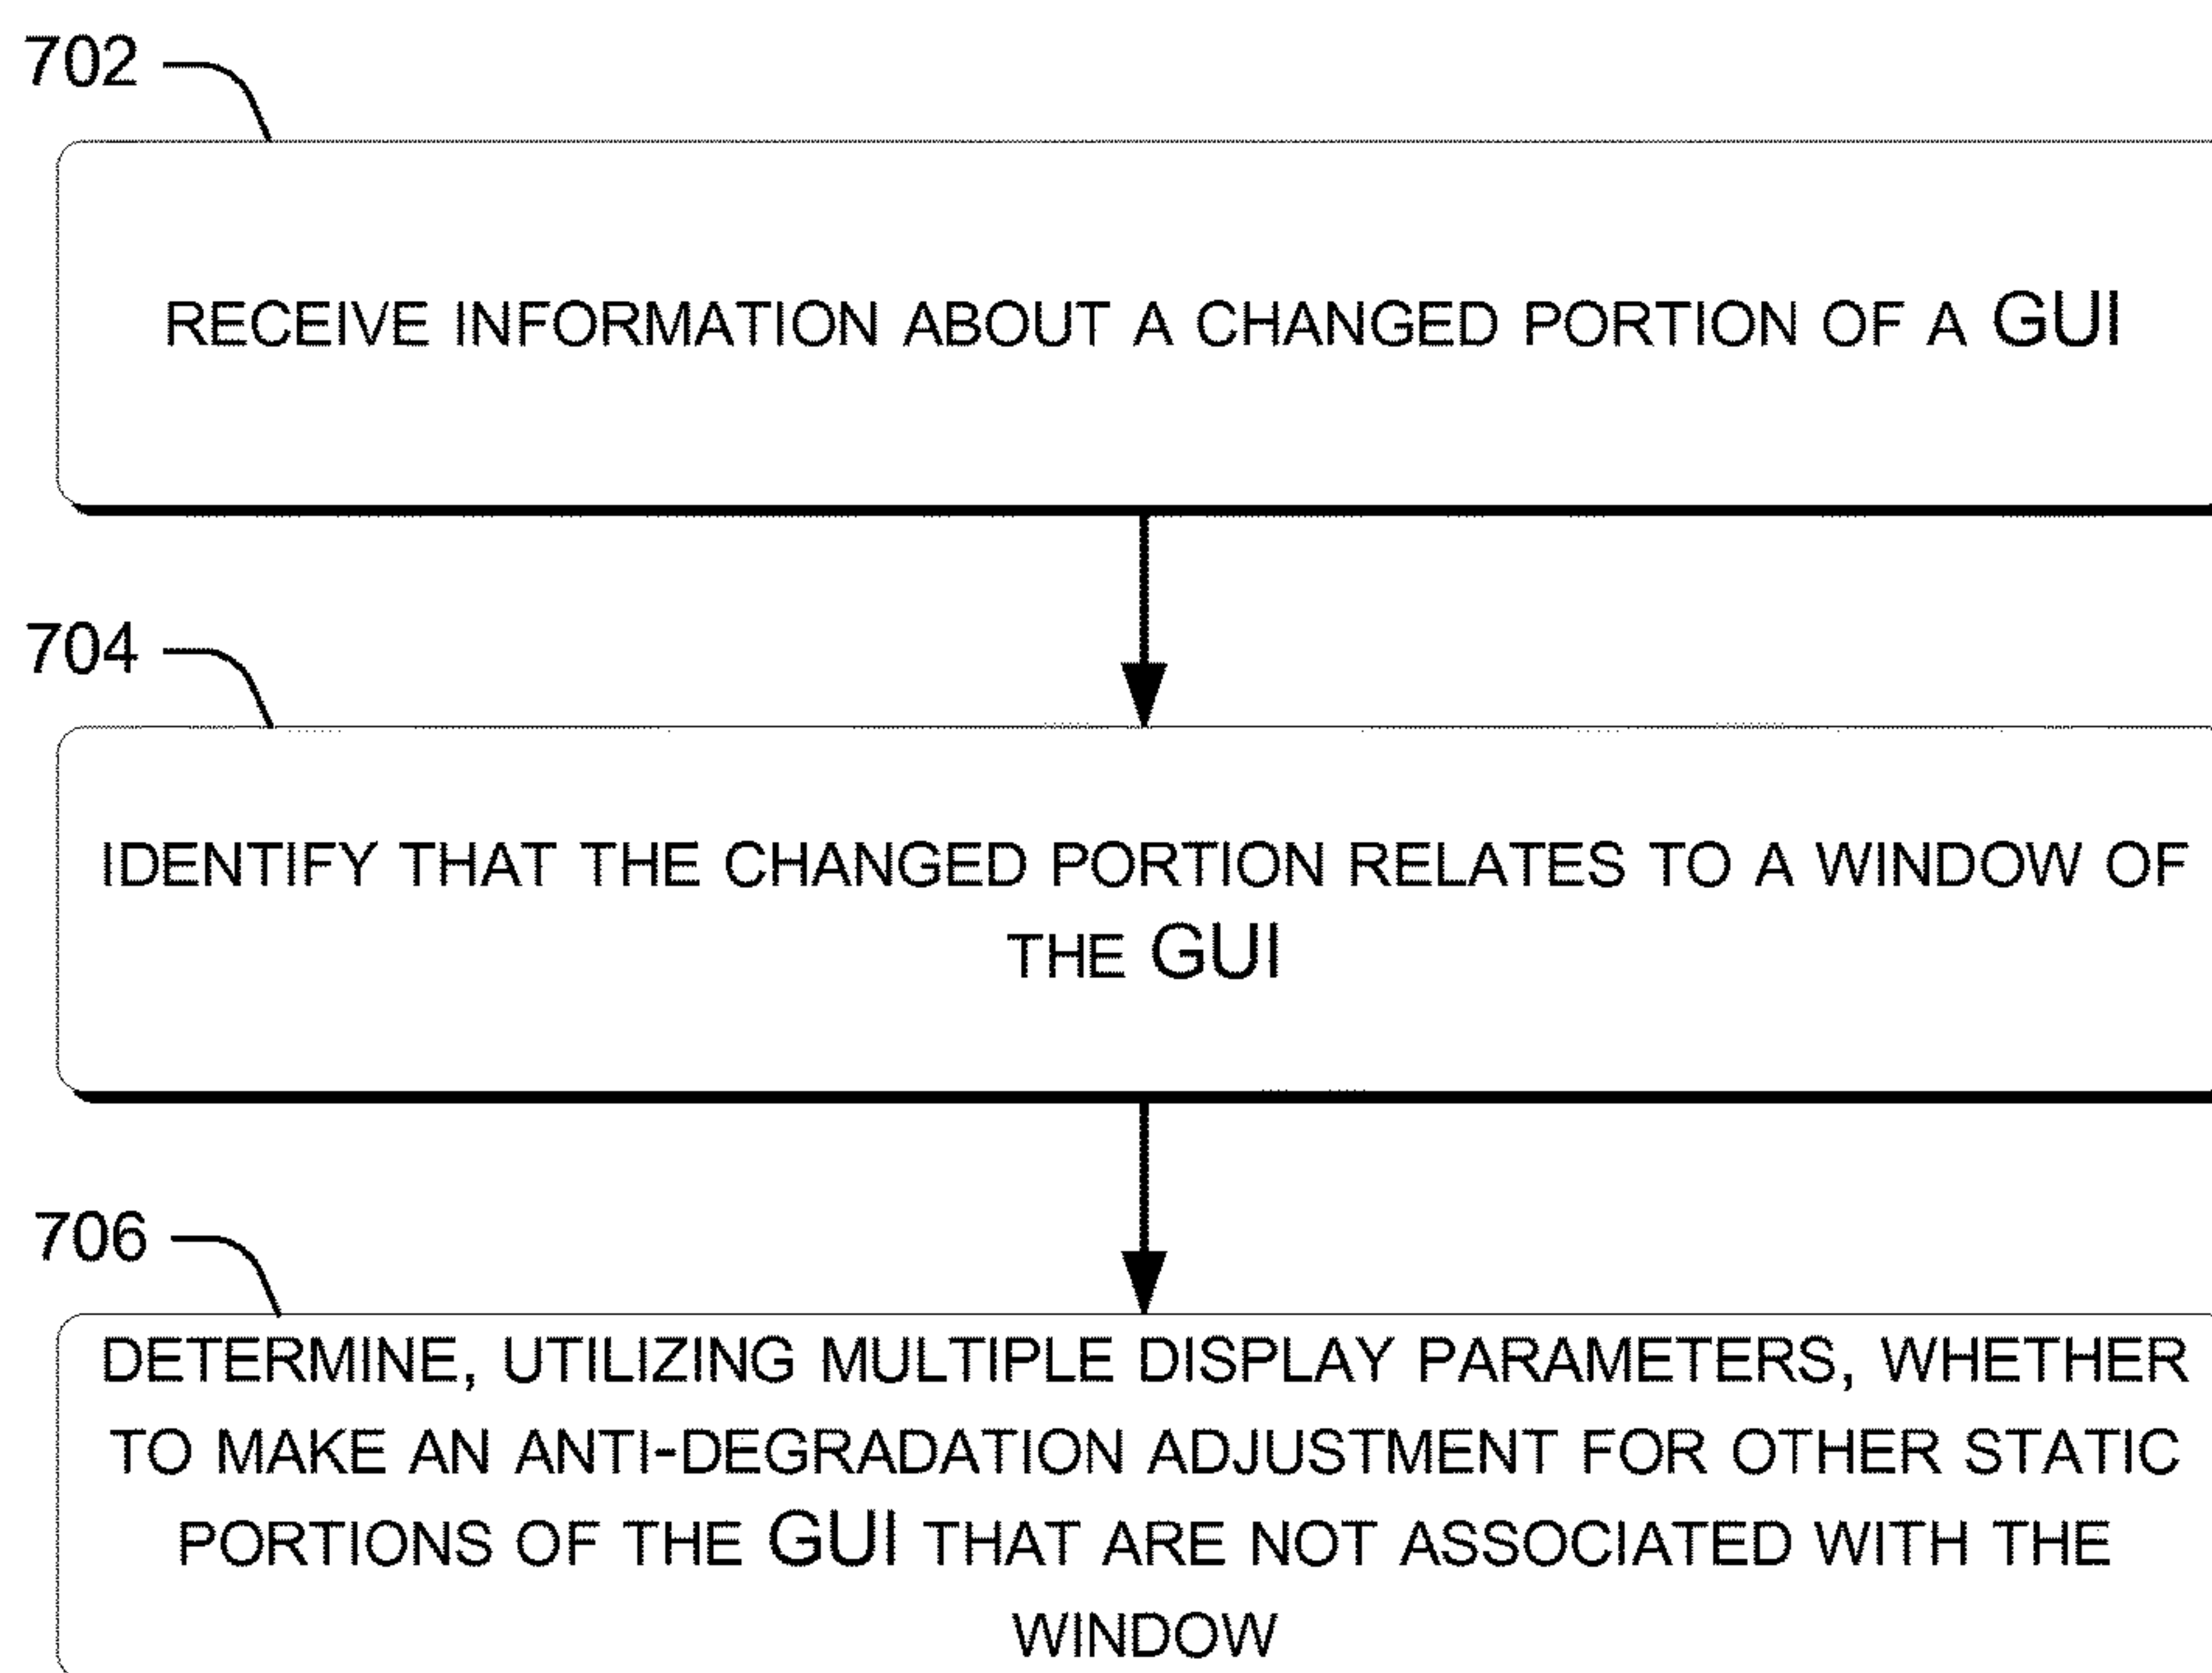 702
RECEIVE INFORMATION ABOUT A CHANGED PORTION OF A GUI
704
IDENTIFY THAT THE CHANGED PORTION RELATES TO A WINDOW OF
THE GUI
706
DETERMINE, UTILIZING MULTIPLE DISPLAY PARAMETERS, WHETHER
TO MAKE AN ANTI-DEGRADATION ADJUSTMENT FOR OTHER STATIC
PORTIONS OF THE GUI THAT ARE NOT ASSOCIATED WITH THE
WINDOW